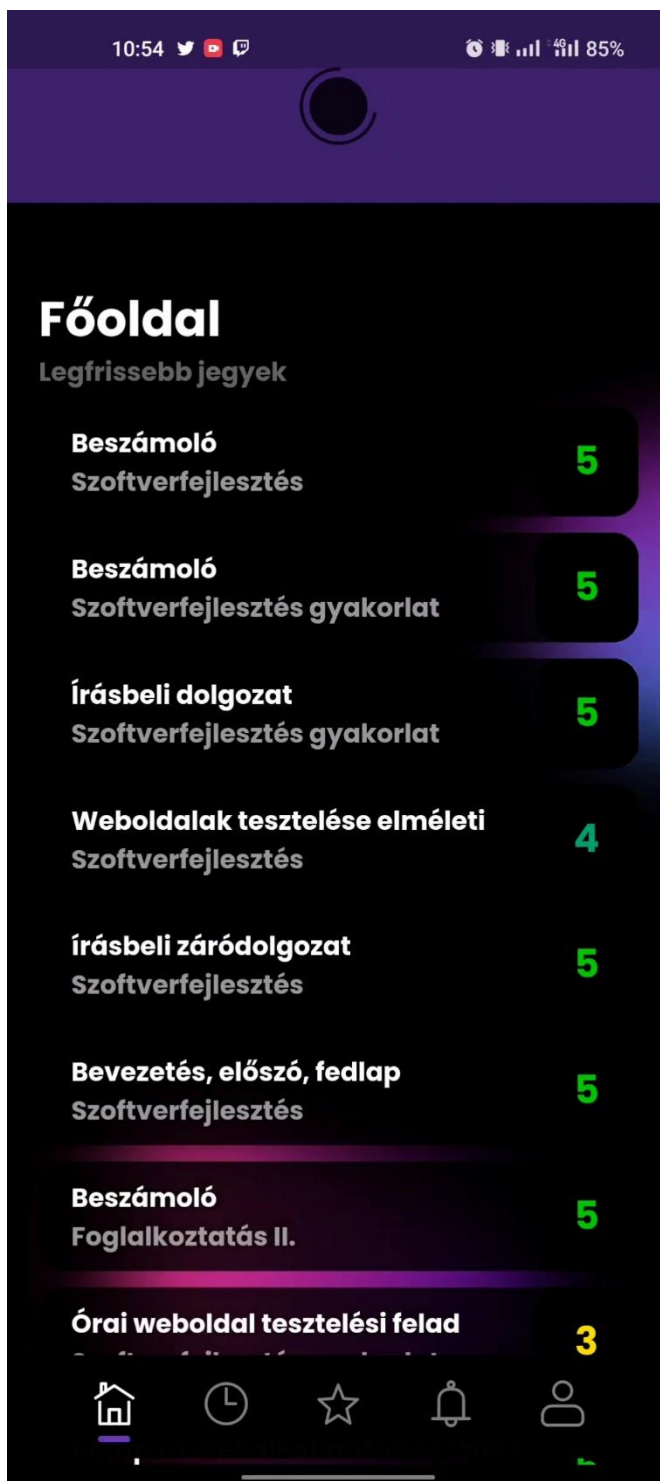 10:54 4G 85%
Főoldal
Legfrissebb jegyek
Beszámoló
Szoftverfejlesztés
5
Beszámoló
Szoftverfejlesztés gyakorlat
5
Írásbeli dolgozat
Szoftverfejlesztés gyakorlat
5
Weboldalak tesztelése elméleti
Szoftverfejlesztés
4
írásbeli záródolgozat
Szoftverfejlesztés
5
Bevezetés, előszó, fedlap
Szoftverfejlesztés
5
Beszámoló
Foglalkoztatás II.
5
Órai weboldal tesztelési felad
3